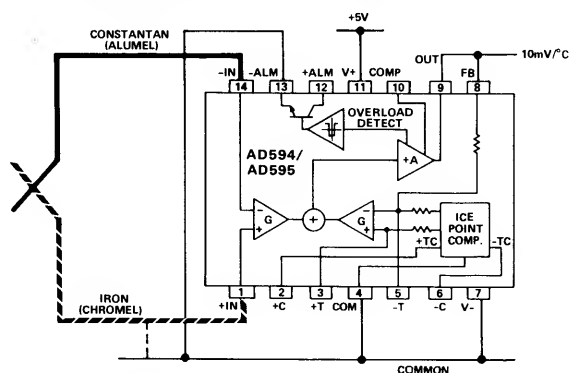 CONSTANTAN
(ALUMEL)
+5V
10mV/°C
–IN –ALM +ALM V+ COMP OUT FB
14 13 12 11 10 9 8
OVERLOAD
DETECT
AD594/
AD595
+A
– G + + G – +
ICE
POINT
COMP.
+TC
-TC
1 2 3 4 5 6 7
+IN +C +T COM -T -C V-
IRON
(CHROMEL)
COMMON